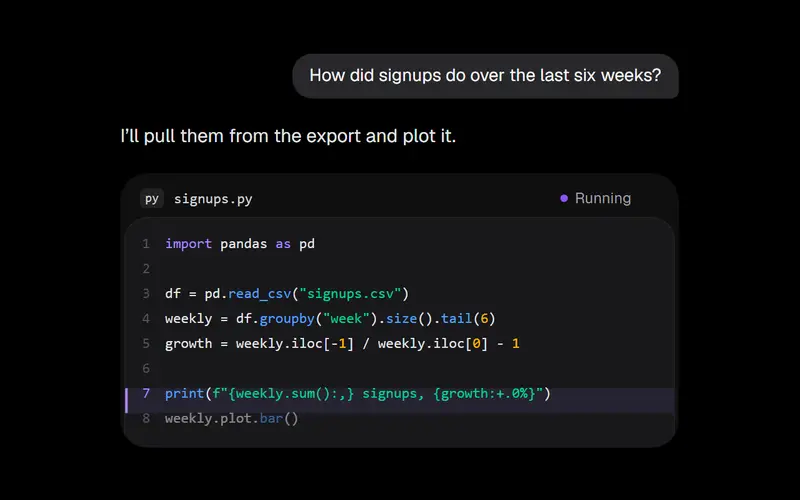 How did signups do over the last six weeks?
I’ll pull them from the export and plot it.
py signups.py Running
1 import pandas as pd
2
3 df = pd.read_csv("signups.csv")
4 weekly = df.groupby("week").size().tail(6)
5 growth = weekly.iloc[-1] / weekly.iloc[0] - 1
6
7 print(f"{weekly.sum():,} signups, {growth:+.0%}")
8 weekly.plot.bar()